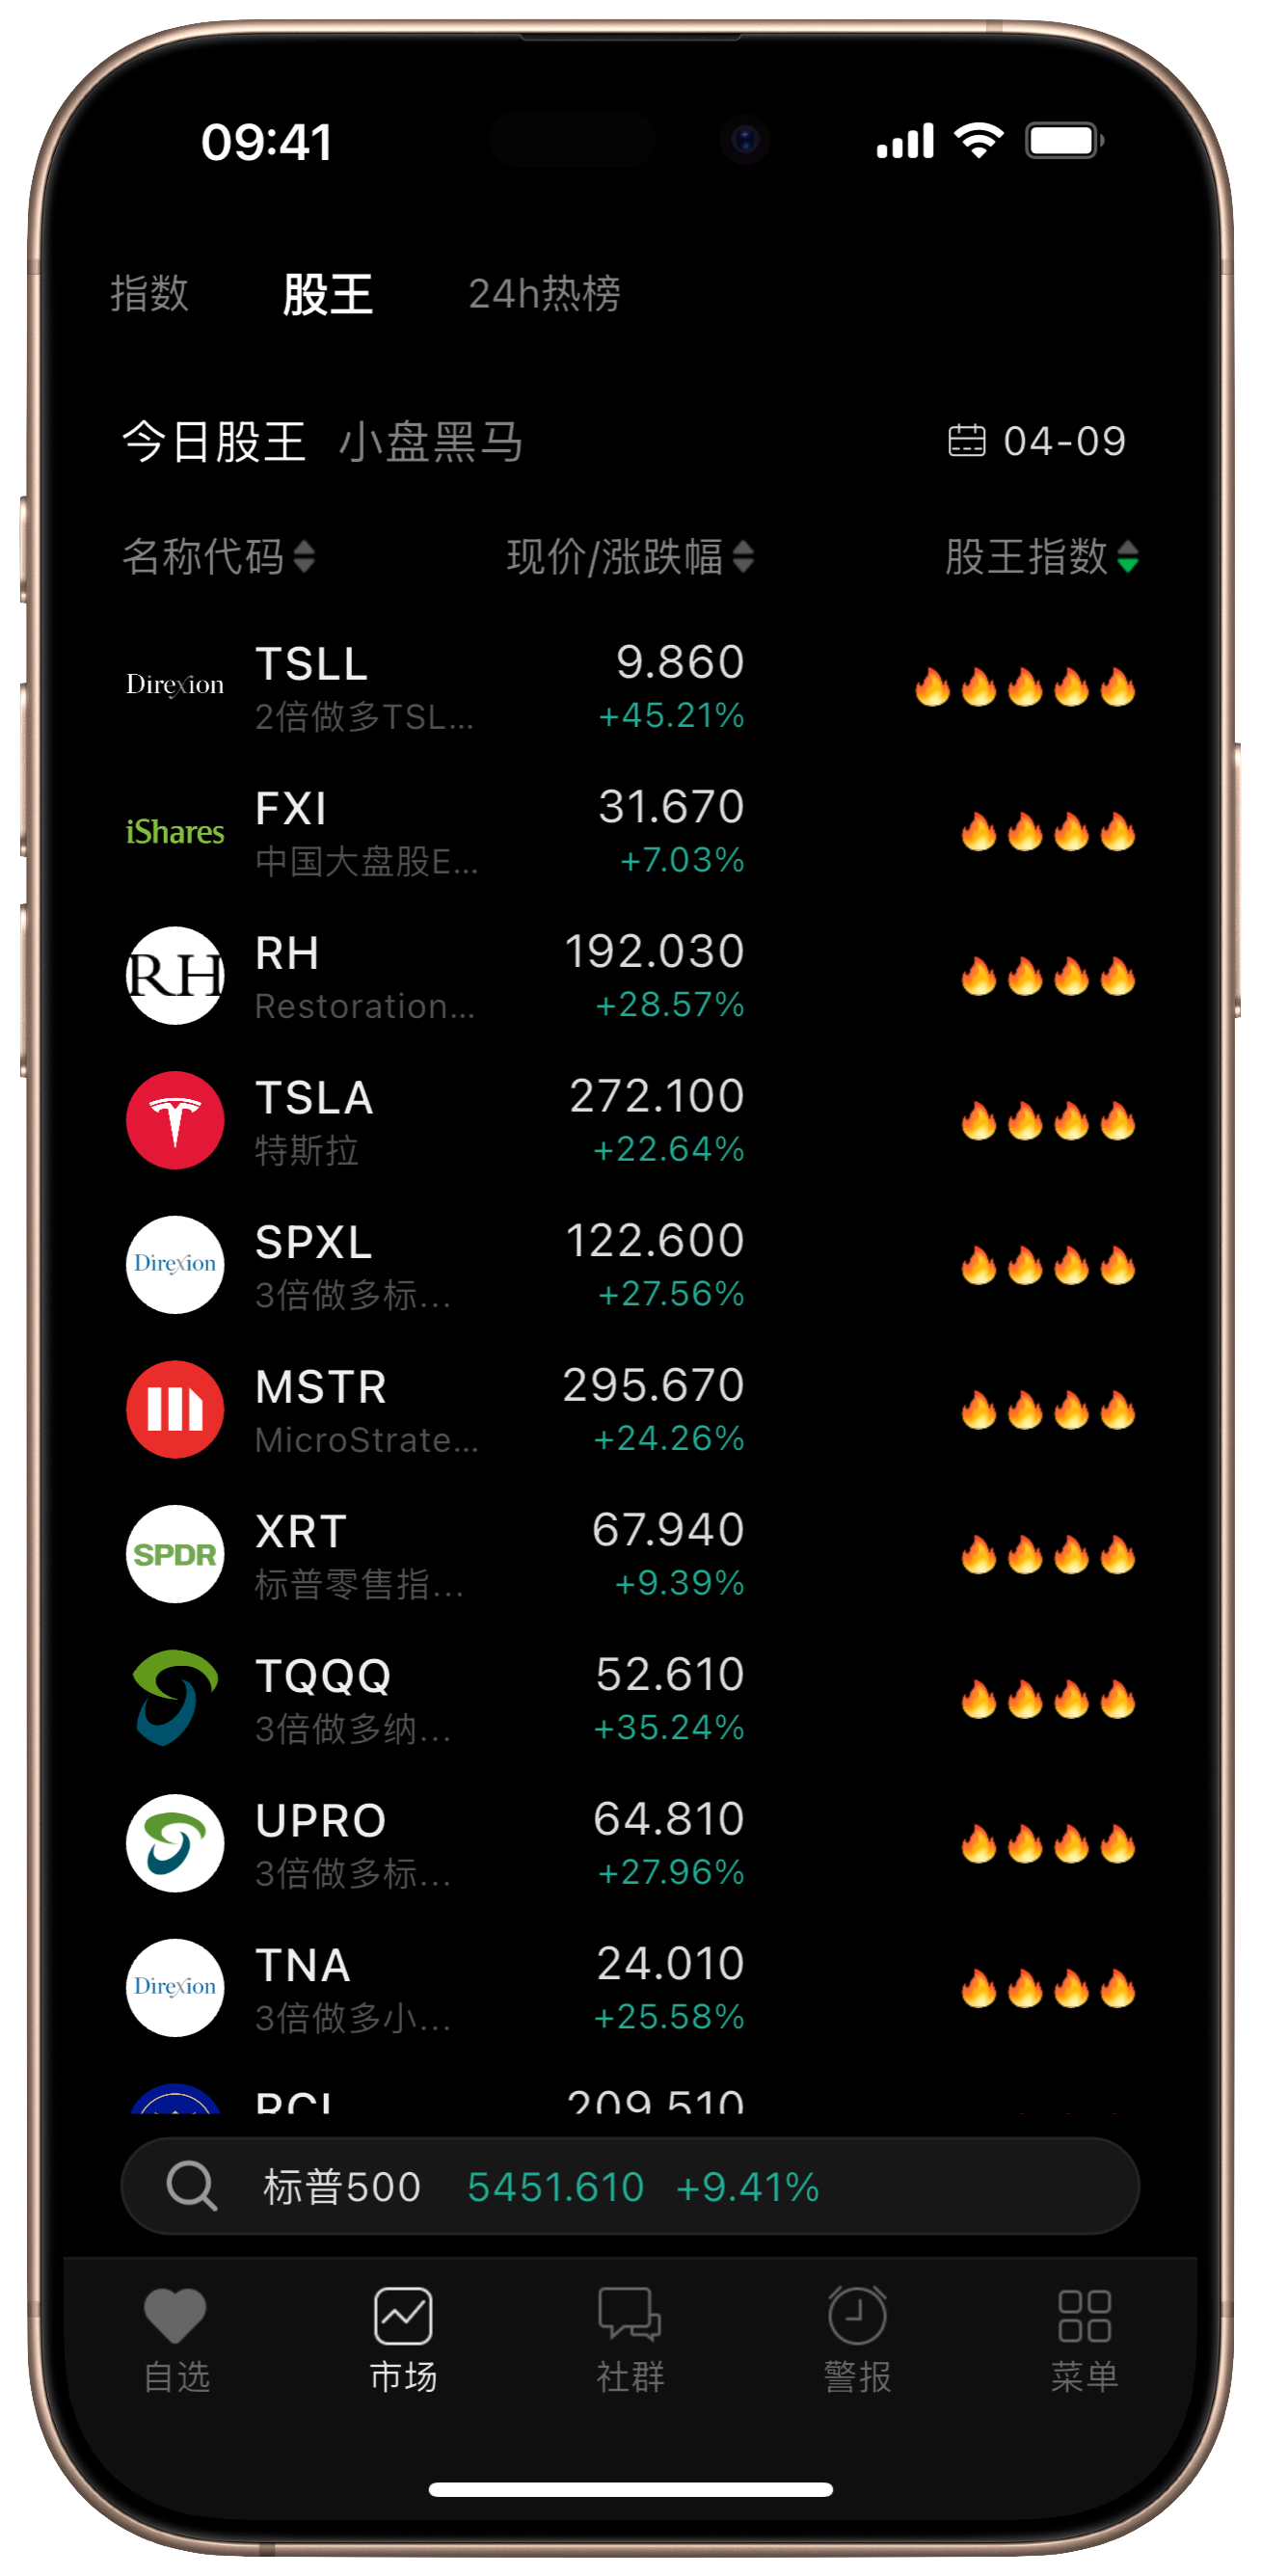 09:41
指数 股王 24h热榜
今日股王 小盘黑马 04-09
名称代码 现价/涨跌幅 股王指数
Direxion TSLL 9.860
2倍做多TSL... +45.21%
iShares FXI 31.670
中国大盘股E... +7.03%
RH RH 192.030
Restoration... +28.57%
TSLA 272.100
特斯拉 +22.64%
Direxion SPXL 122.600
3倍做多标... +27.56%
MSTR 295.670
MicroStrate... +24.26%
SPDR XRT 67.940
标普零售指... +9.39%
TQQQ 52.610
3倍做多纳... +35.24%
UPRO 64.810
3倍做多标... +27.96%
Direxion TNA 24.010
3倍做多小... +25.58%
RCL 209.510
标普500 5451.610 +9.41%
自选 市场 社群 警报 菜单